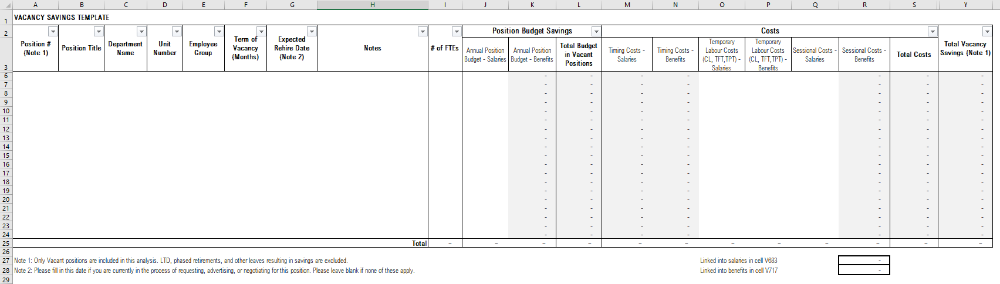 A B C D E F G H I J K L M N O P Q R S Y
1 VACANCY SAVINGS TEMPLATE
2 Position Budget Savings Costs
3 Position # (Note 1) Position Title Department Name Unit Number Employee Group Term of Vacancy (Months) Expected Rehire Date (Note 2) Notes # of FTEs Annual Position Budget - Salaries Annual Position Budget - Benefits Total Budget in Vacant Positions Timing Costs - Salaries Timing Costs - Benefits Temporary Labour Costs (CL, TFT,TPT) - Salaries Temporary Labour Costs (CL, TFT,TPT) - Benefits Sessional Costs - Salaries Sessional Costs - Benefits Total Costs Total Vacancy Savings (Note 1)
6 - - - - - - -
7 - - - - - - -
8 - - - - - - -
9 - - - - - - -
10 - - - - - - -
11 - - - - - - -
12 - - - - - - -
13 - - - - - - -
14 - - - - - - -
15 - - - - - - -
16 - - - - - - -
17 - - - - - - -
18 - - - - - - -
19 - - - - - - -
20 - - - - - - -
21 - - - - - - -
22 - - - - - - -
23 - - - - - - -
24 - - - - - - -
25 Total - - - - - - - - - - - -
26
27 Note 1: Only Vacant positions are included in this analysis. LTD, phased retirements, and other leaves resulting in savings are excluded. Linked into salaries in cell V683 -
28 Note 2: Please fill in this date if you are currently in the process of requesting, advertising, or negotiating for this position. Please leave blank if none of these apply. Linked into benefits in cell V717 -
29